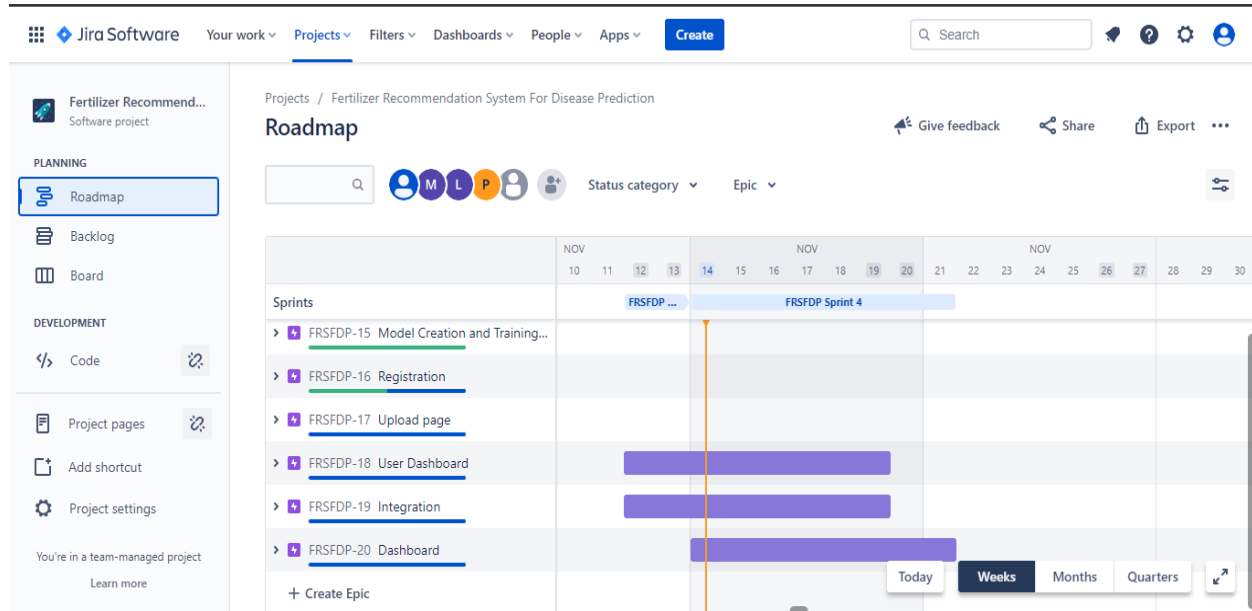 Jira Software Your work Projects Filters Dashboards People Apps Create Search
Fertilizer Recommend...
Software project
PLANNING
Roadmap
Backlog
Board
DEVELOPMENT
Code
Project pages
Add shortcut
Project settings
You're in a team-managed project
Learn more
Projects / Fertilizer Recommendation System For Disease Prediction
Roadmap
Give feedback Share Export
M L P Status category Epic
NOV NOV NOV
10 11 12 13 14 15 16 17 18 19 20 21 22 23 24 25 26 27 28 29 30
Sprints FRSFDP ... FRSFDP Sprint 4
FRSFDP-15 Model Creation and Training...
FRSFDP-16 Registration
FRSFDP-17 Upload page
FRSFDP-18 User Dashboard
FRSFDP-19 Integration
FRSFDP-20 Dashboard
+ Create Epic
Today Weeks Months Quarters